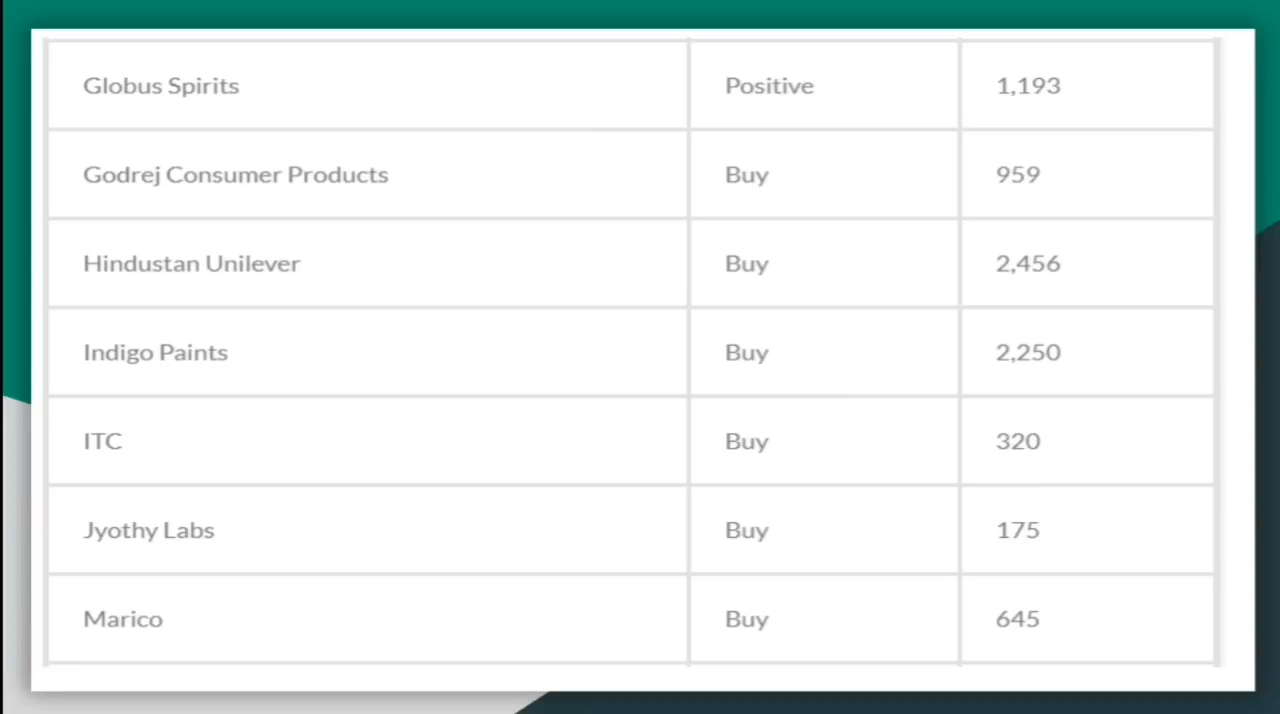 Globus Spirits Positive 1,193
Godrej Consumer Products Buy 959
Hindustan Unilever Buy 2,456
Indigo Paints Buy 2,250
ITC Buy 320
Jyothy Labs Buy 175
Marico Buy 645